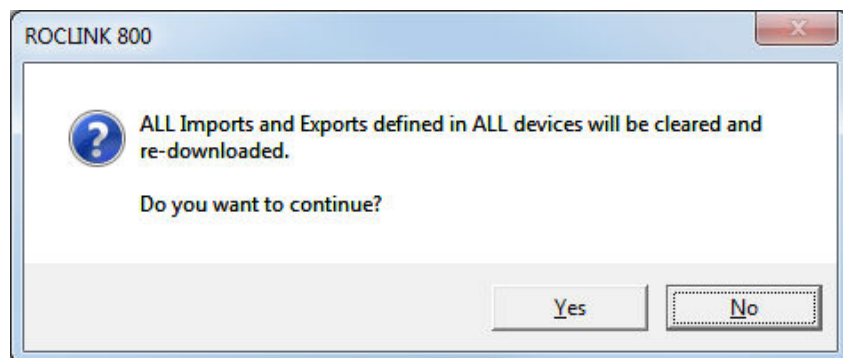 ROCLINK 800
ALL Imports and Exports defined in ALL devices will be cleared and
re-downloaded.
Do you want to continue?
Yes
No